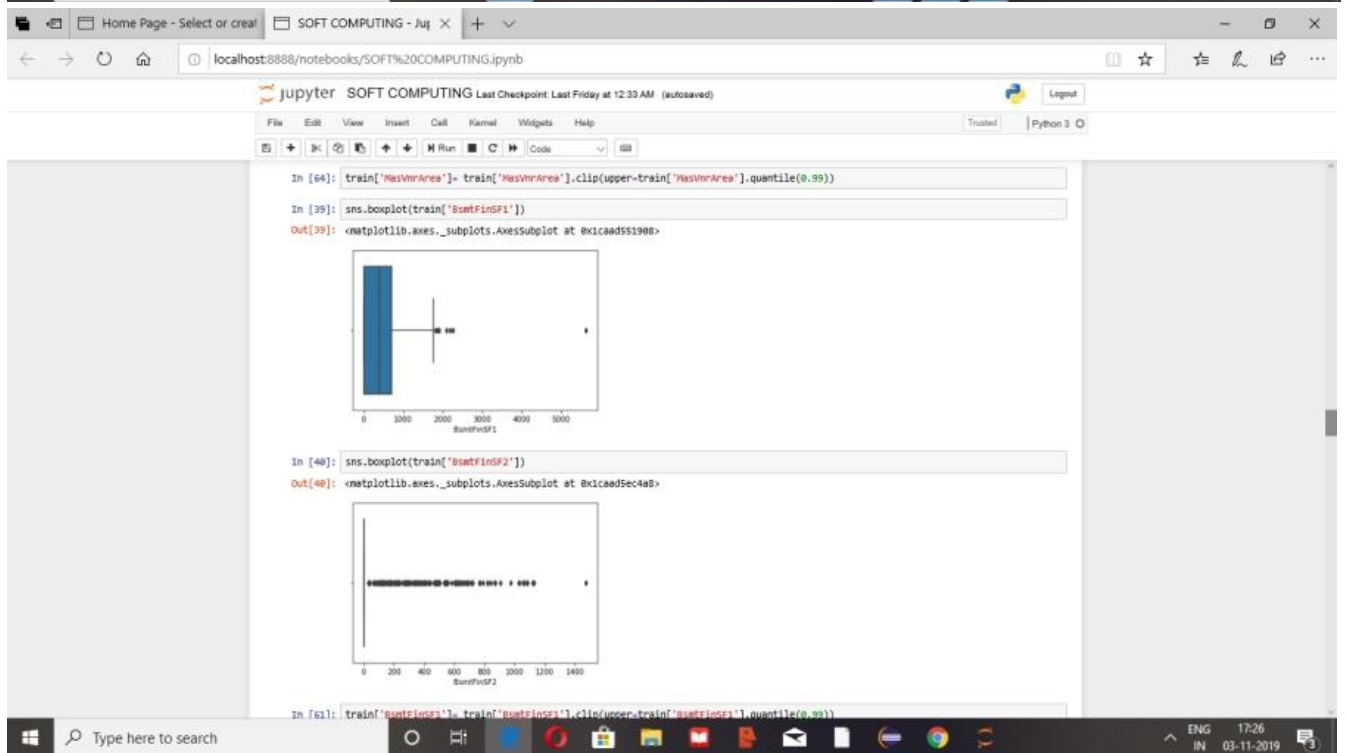 Home Page - Select or creat
SOFT COMPUTING - Jup
localhost:8888/notebooks/SOFT%20COMPUTING.ipynb
jupyter SOFT COMPUTING Last Checkpoint: Last Friday at 12:33 AM (autosaved)
Logout
File Edit View Insert Cell Kernel Widgets Help
Trusted Python 3
Run Code
In [64]: train['MasVnrArea']= train['MasVnrArea'].clip(upper=train['MasVnrArea'].quantile(0.99))
In [39]: sns.boxplot(train['BsmtFinSF1'])
Out[39]: <matplotlib.axes._subplots.AxesSubplot at 0x1caad551908>
0 1000 2000 3000 4000 5000
BsmtFinSF1
In [40]: sns.boxplot(train['BsmtFinSF2'])
Out[40]: <matplotlib.axes._subplots.AxesSubplot at 0x1caad5ec4a8>
0 200 400 600 800 1000 1200 1400
BsmtFinSF2
In [61]: train['BsmtFinSF1']= train['BsmtFinSF1'].clip(upper=train['BsmtFinSF1'].quantile(0.99))
Type here to search
ENG 17:26
IN 03-11-2019
3